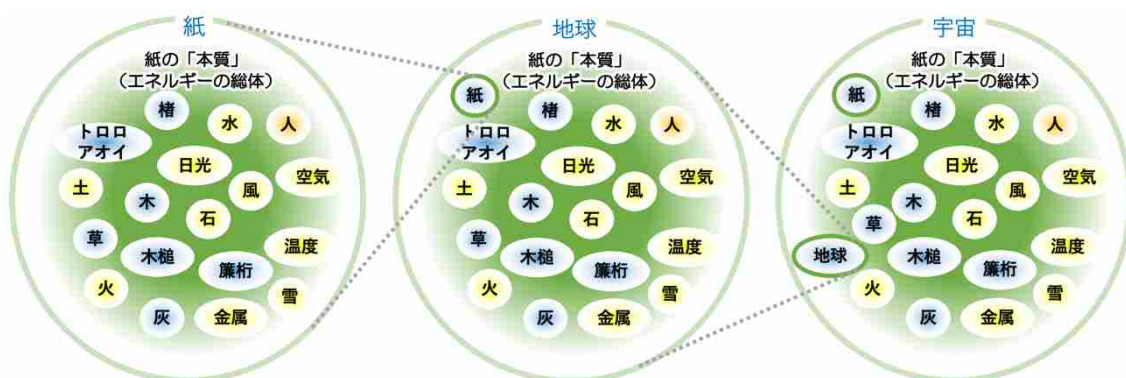 紙
紙の「本質」
(エネルギーの総体)
楮
水
人
トロロ
アオイ
日光
空気
土
木
風
石
草
木槌
温度
簾桁
火
雪
灰
金属
地球
紙の「本質」
(エネルギーの総体)
紙
楮
水
人
トロロ
アオイ
日光
空気
土
木
風
石
草
木槌
温度
簾桁
火
雪
灰
金属
宇宙
紙の「本質」
(エネルギーの総体)
紙
楮
水
人
トロロ
アオイ
日光
空気
土
木
風
石
草
地球
木槌
温度
簾桁
火
雪
灰
金属